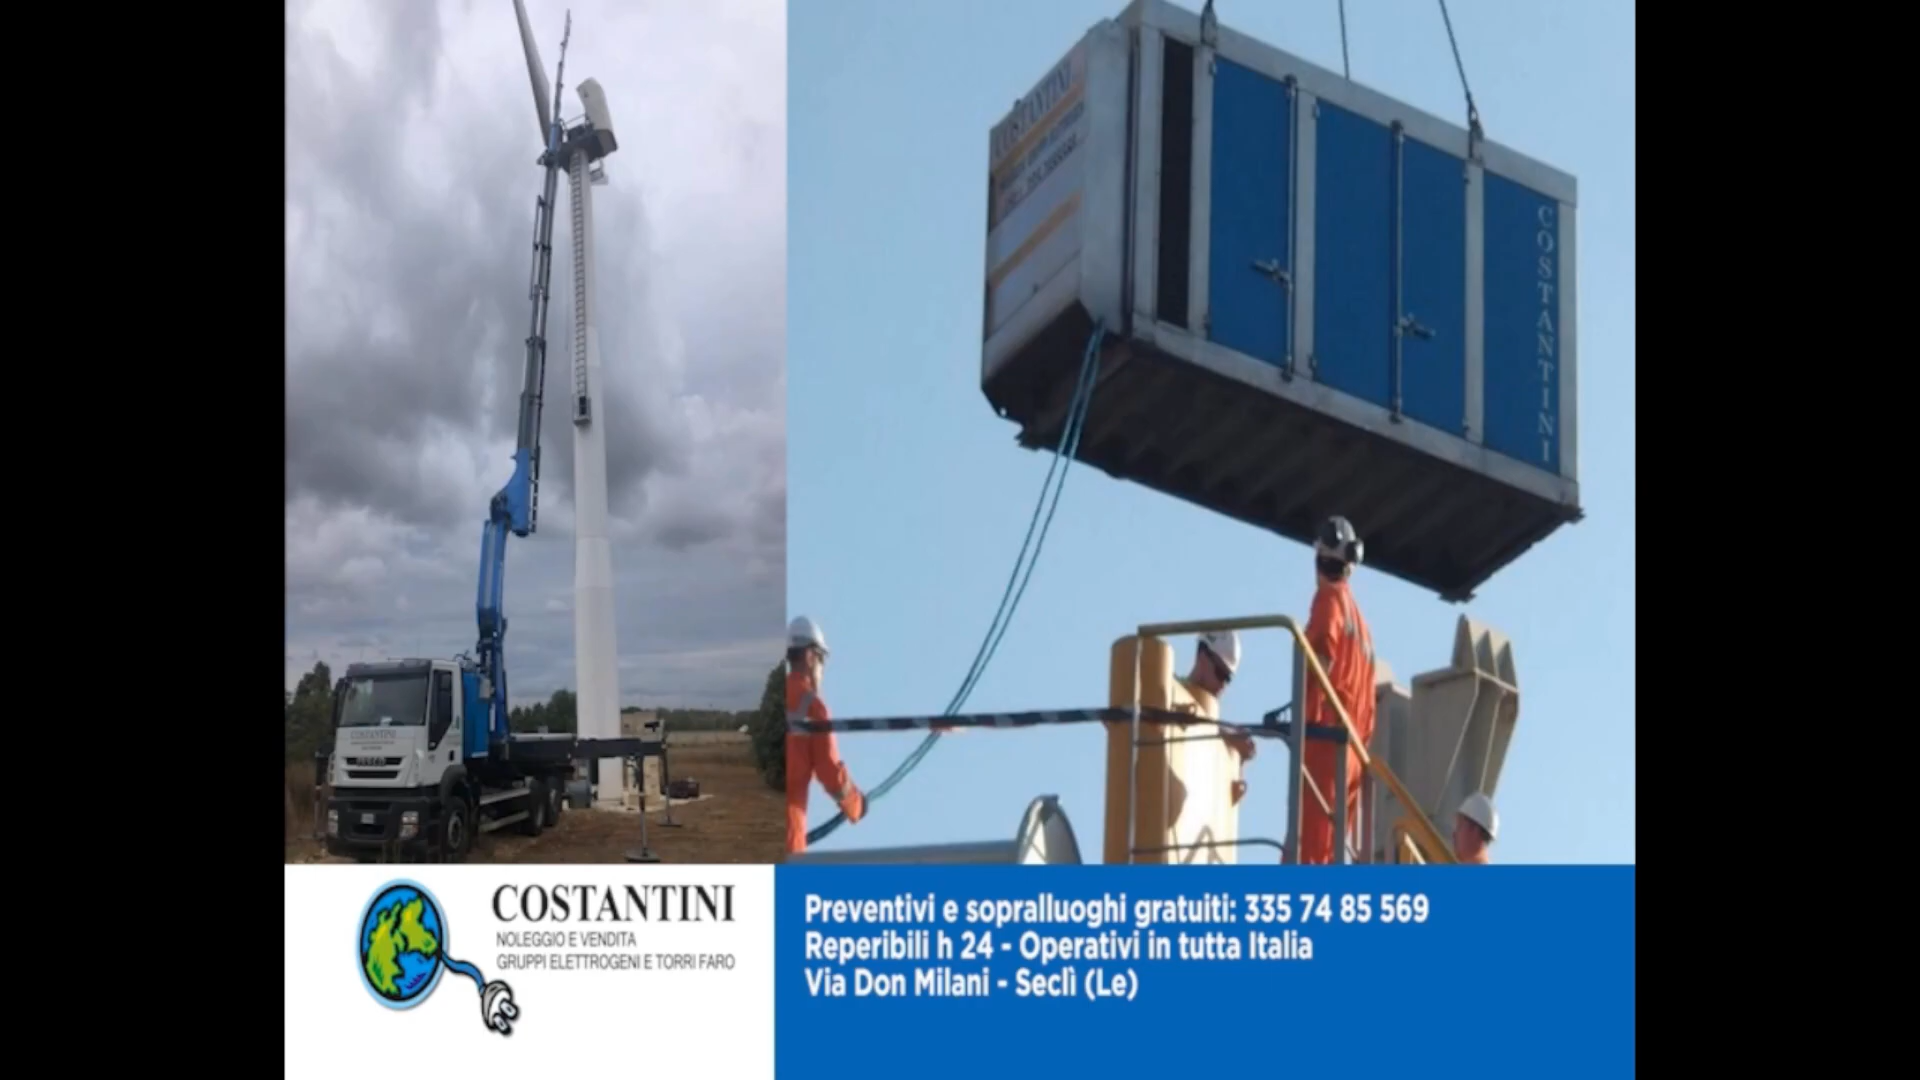 COSTANTINI
COSTANTINI
COSTANTINI
IVECO
COSTANTINI
NOLEGGIO E VENDITA
GRUPPI ELETTROGENI E TORRI FARO
Preventivi e sopralluoghi gratuiti: 335 74 85 569
Reperibili h 24 - Operativi in tutta Italia
Via Don Milani - Seclì (Le)